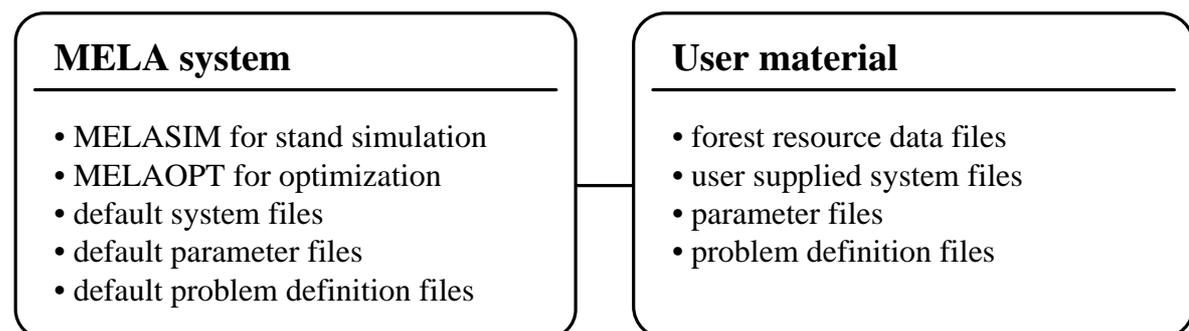 MELA system
• MELASIM for stand simulation
• MELAOPT for optimization
• default system files
• default parameter files
• default problem definition files
User material
• forest resource data files
• user supplied system files
• parameter files
• problem definition files